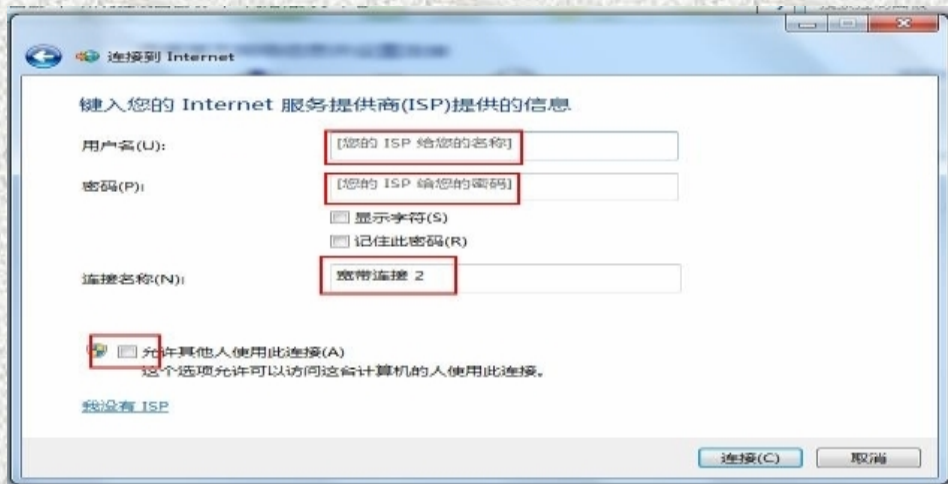 连接到 Internet
键入您的 Internet 服务提供商(ISP)提供的信息
用户名(U):
[您的 ISP 给您的名称]
密码(P):
[您的 ISP 给您的密码]
显示字符(S)
记住此密码(R)
连接名称(N):
宽带连接 2
允许其他人使用此连接(A)
这个选项允许可以访问这台计算机的人使用此连接。
我没有 ISP
连接(C)
取消